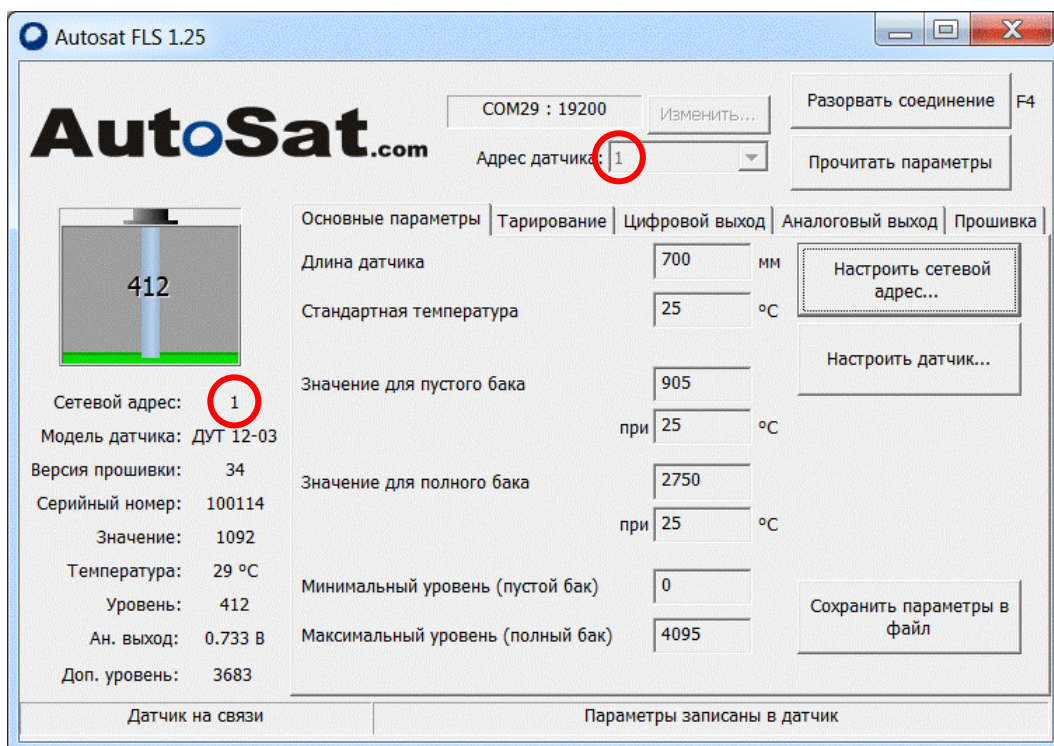 Autosat FLS 1.25
AutoSat.com
COM29 : 19200
Изменить...
Разорвать соединение
F4
Адрес датчика: 1
Прочитать параметры
Основные параметры
Тарирование
Цифровой выход
Аналоговый выход
Прошивка
412
Длина датчика 700 мм
Настроить сетевой
адрес...
Стандартная температура 25 ºC
Настроить датчик...
Значение для пустого бака 905
при 25 ºC
Значение для полного бака 2750
при 25 ºC
Минимальный уровень (пустой бак) 0
Максимальный уровень (полный бак) 4095
Сохранить параметры в
файл
Сетевой адрес: 1
Модель датчика: ДУТ 12-03
Версия прошивки: 34
Серийный номер: 100114
Значение: 1092
Температура: 29 ºC
Уровень: 412
Ан. выход: 0.733 В
Доп. уровень: 3683
Датчик на связи
Параметры записаны в датчик